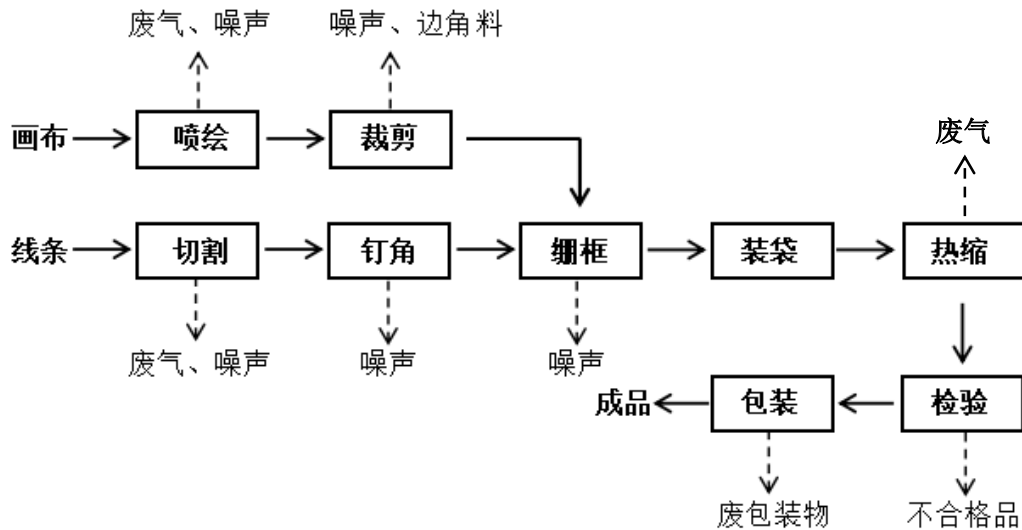 废气、噪声
噪声、边角料
画布
喷绘
裁剪
废气
线条
切割
钉角
绷框
装袋
热缩
废气、噪声
噪声
噪声
成品
包装
检验
废包装物
不合格品